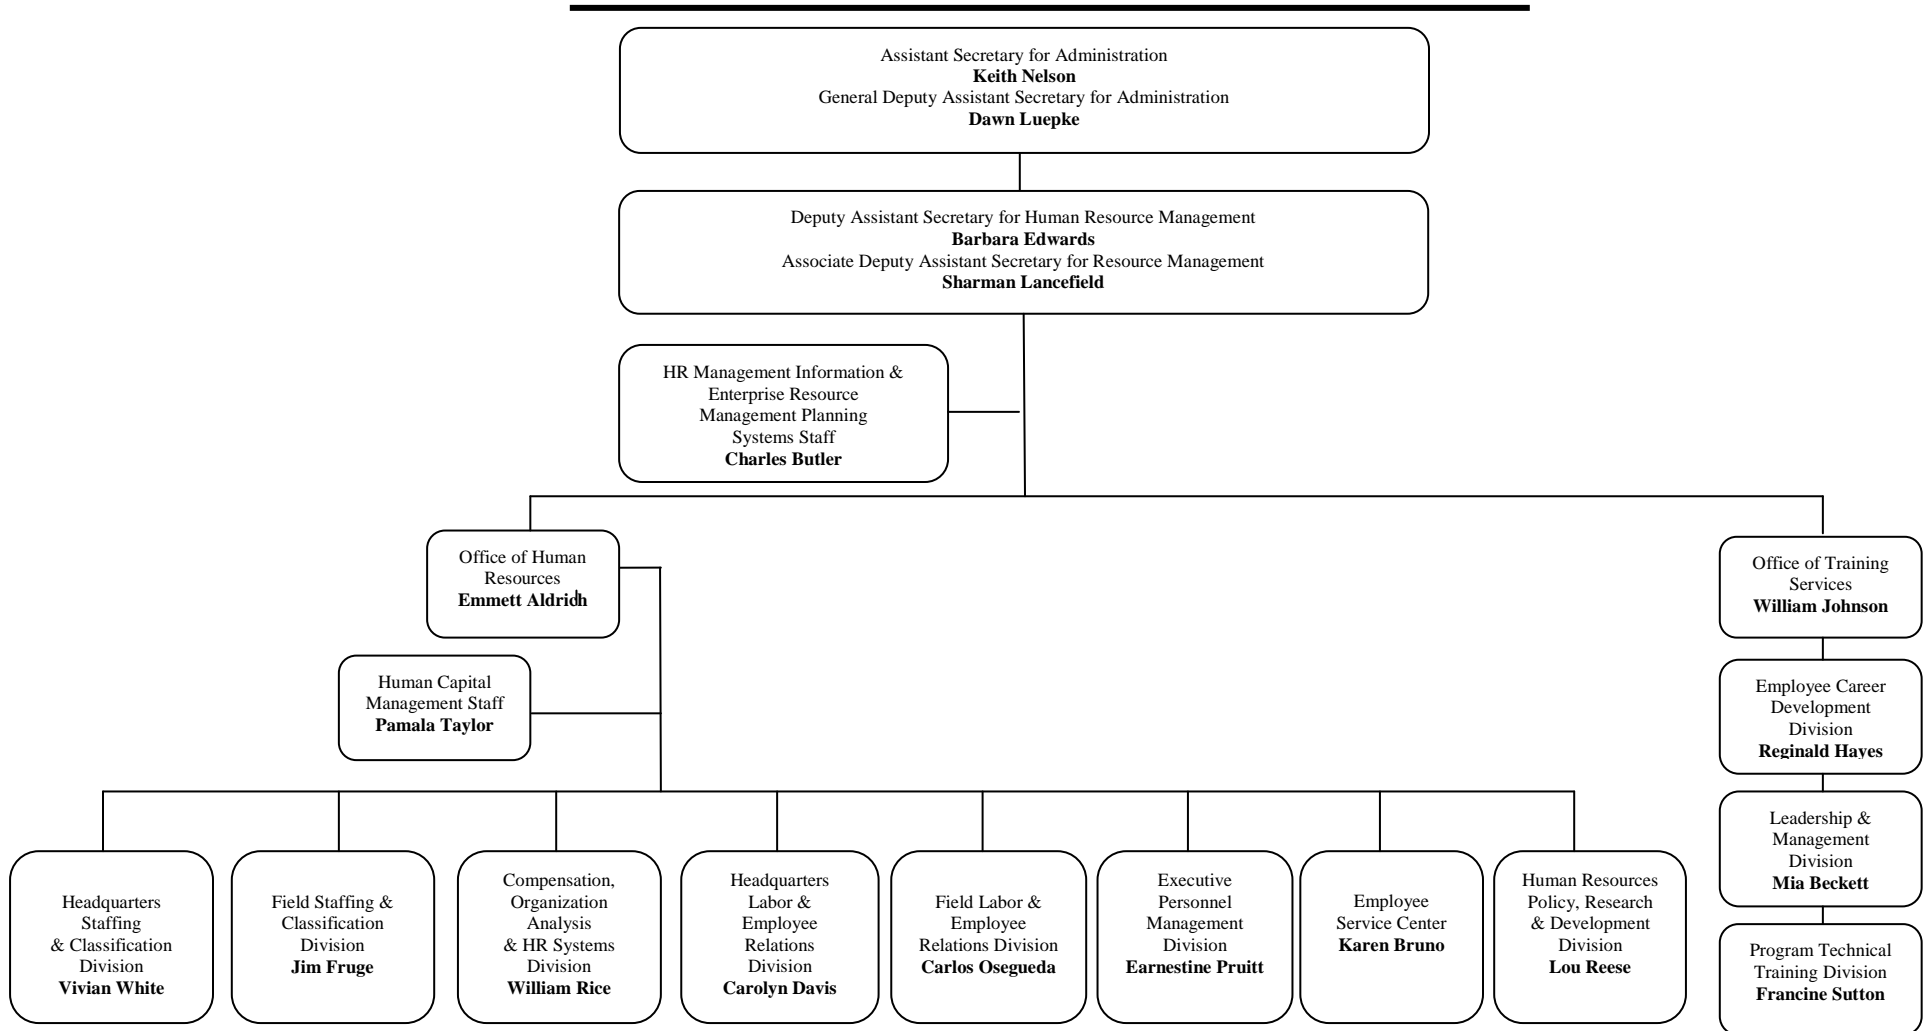 Assistant Secretary for Administration
Keith Nelson
General Deputy Assistant Secretary for Administration
Dawn Luepke
Deputy Assistant Secretary for Human Resource Management
Barbara Edwards
Associate Deputy Assistant Secretary for Resource Management
Sharman Lancefield
HR Management Information &
Enterprise Resource
Management Planning
Systems Staff
Charles Butler
Office of Human
Resources
Emmett Aldrich
Office of Training
Services
William Johnson
Human Capital
Management Staff
Pamala Taylor
Employee Career
Development
Division
Reginald Hayes
Leadership &
Management
Division
Mia Beckett
Headquarters
Staffing
& Classification
Division
Vivian White
Field Staffing &
Classification
Division
Jim Fruge
Compensation,
Organization
Analysis
& HR Systems
Division
William Rice
Headquarters
Labor &
Employee
Relations
Division
Carolyn Davis
Field Labor &
Employee
Relations Division
Carlos Osegueda
Executive
Personnel
Management
Division
Earnestine Pruitt
Employee
Service Center
Karen Bruno
Human Resources
Policy, Research
& Development
Division
Lou Reese
Program Technical
Training Division
Francine Sutton